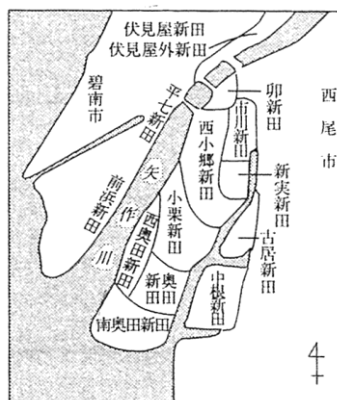 伏見屋新田
伏見屋外新田
碧南市
平七新田
前浜新田
矢作川
西小郷新田
市川新田
卯新田
西尾市
新実新田
古居新田
小栗新田
西奥田新田
奥田新田
中根新田
南奥田新田